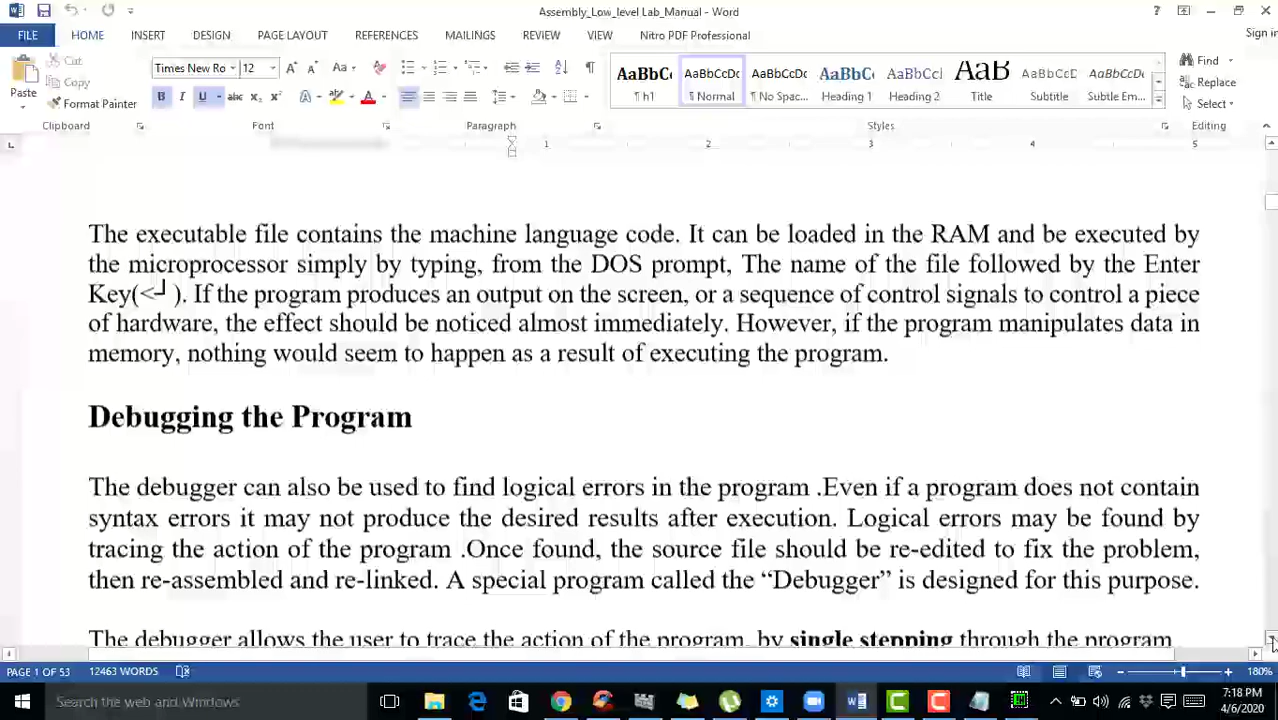 Assembly_Low_level Lab_Manual - Word
?
FILE HOME INSERT DESIGN PAGE LAYOUT REFERENCES MAILINGS REVIEW VIEW Nitro PDF Professional Sign in
Paste
Cut
Copy
Format Painter
Clipboard
Times New Ro 12
B I U abc x₂ x²
Font
Paragraph
AaBbC AaBbCcDc AaBbCcDc AaBbC AaBbCcI AaB AaBbCcD AaBbCcDc
¶ h1 ¶ Normal ¶ No Spac... Heading 1 Heading 2 Title Subtitle Subtle Em...
Styles
Find
Replace
Select
Editing
1 2 3 4 5
The executable file contains the machine language code. It can be loaded in the RAM and be executed by
the microprocessor simply by typing, from the DOS prompt, The name of the file followed by the Enter
Key(<┘ ). If the program produces an output on the screen, or a sequence of control signals to control a piece
of hardware, the effect should be noticed almost immediately. However, if the program manipulates data in
memory, nothing would seem to happen as a result of executing the program.
Debugging the Program
The debugger can also be used to find logical errors in the program .Even if a program does not contain
syntax errors it may not produce the desired results after execution. Logical errors may be found by
tracing the action of the program .Once found, the source file should be re-edited to fix the problem,
then re-assembled and re-linked. A special program called the “Debugger” is designed for this purpose.
The debugger allows the user to trace the action of the program, by single stepping through the program
PAGE 1 OF 53 12463 WORDS 180%
Search the web and Windows
7:18 PM
4/6/2020